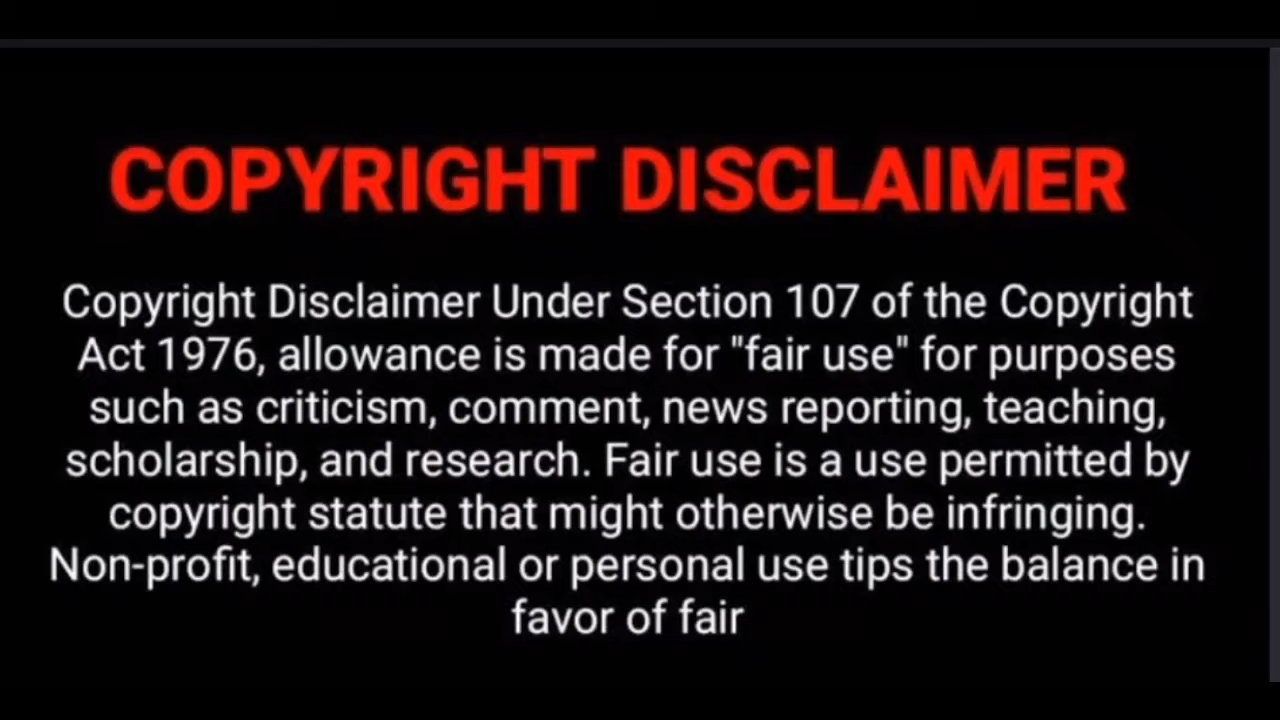 COPYRIGHT DISCLAIMER
Copyright Disclaimer Under Section 107 of the Copyright
Act 1976, allowance is made for "fair use" for purposes
such as criticism, comment, news reporting, teaching,
scholarship, and research. Fair use is a use permitted by
copyright statute that might otherwise be infringing.
Non-profit, educational or personal use tips the balance in
favor of fair